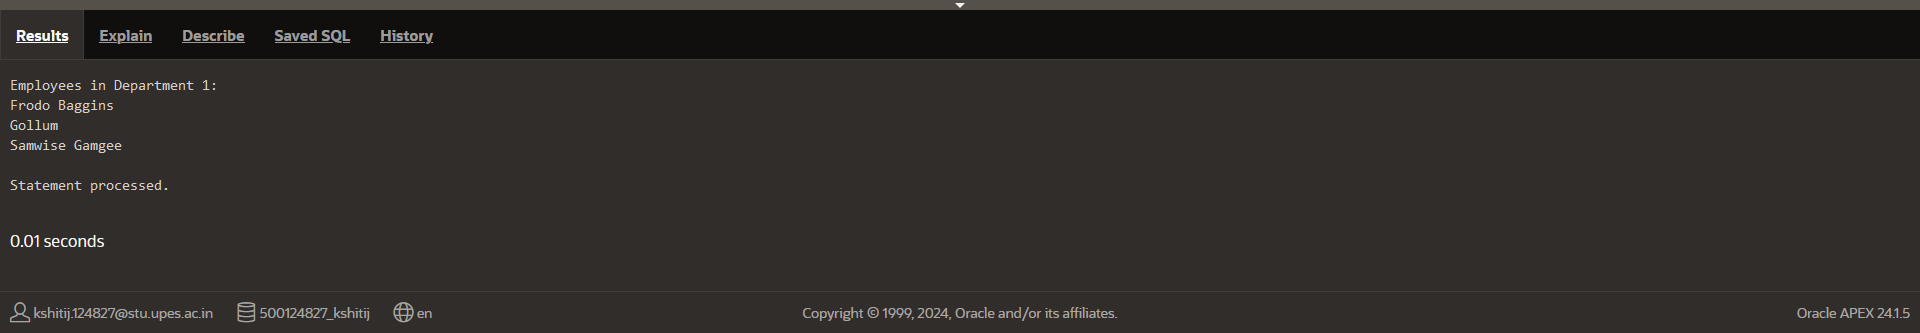 Results Explain Describe Saved SQL History
Employees in Department 1:
Frodo Baggins
Gollum
Samwise Gamgee
Statement processed.
0.01 seconds
kshitij.124827@stu.upes.ac.in 500124827_kshitij en Copyright © 1999, 2024, Oracle and/or its affiliates. Oracle APEX 24.1.5